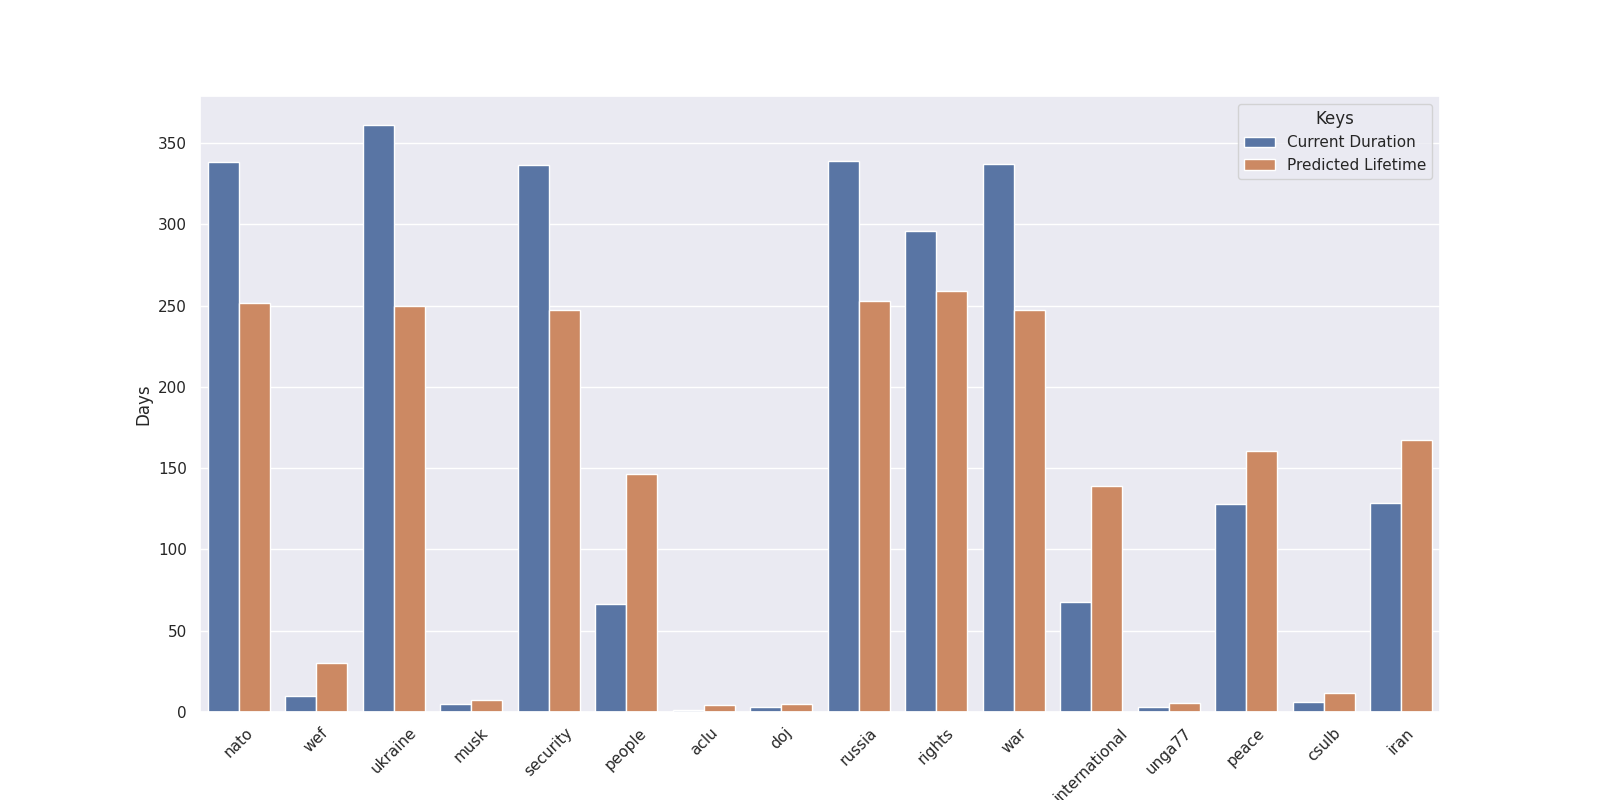 Keys
Current Duration
Predicted Lifetime
Days
350
300
250
200
150
100
50
0
nato
wef
ukraine
musk
security
people
aclu
doj
russia
rights
war
international
unga77
peace
csulb
iran